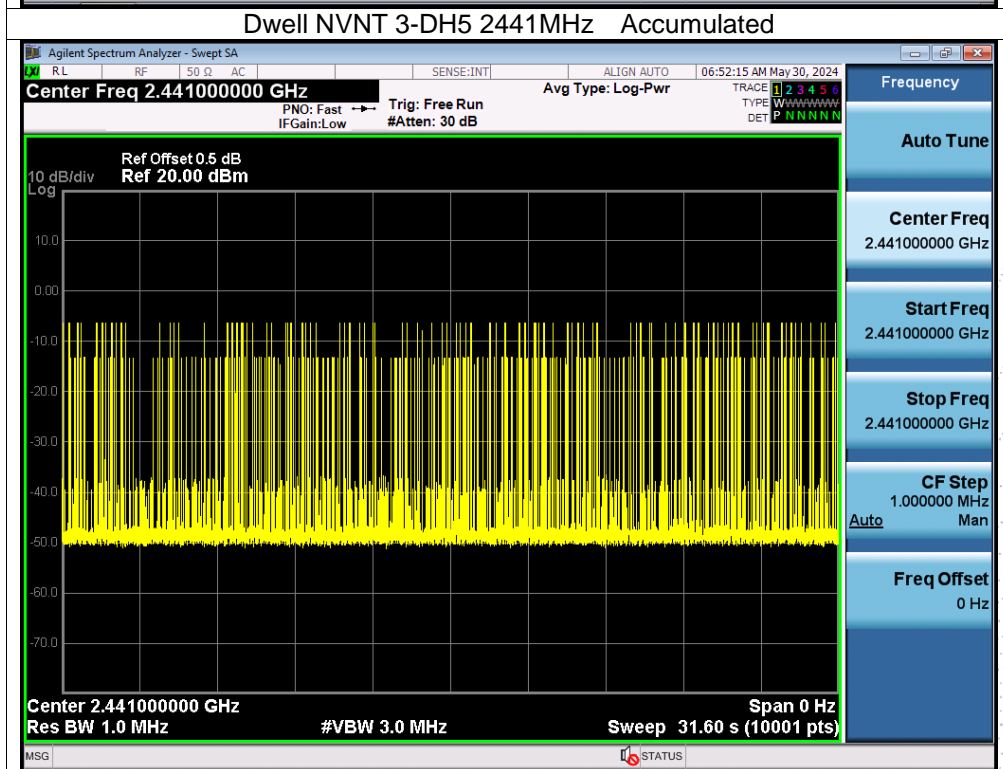 Dwell NVNT 3-DH5 2441MHz Accumulated
Agilent Spectrum Analyzer - Swept SA
LXI RL RF 50 Ω AC SENSE:INT ALIGN AUTO 06:52:15 AM May 30, 2024
Center Freq 2.441000000 GHz
PNO: Fast
IFGain:Low
Trig: Free Run
#Atten: 30 dB
Avg Type: Log-Pwr
TRACE 1 2 3 4 5 6
TYPE WWWWWWW
DET P N N N N N
Ref Offset 0.5 dB
10 dB/div Ref 20.00 dBm
Log
10.0
0.00
-10.0
-20.0
-30.0
-40.0
-50.0
-60.0
-70.0
Center 2.441000000 GHz Span 0 Hz
Res BW 1.0 MHz #VBW 3.0 MHz Sweep 31.60 s (10001 pts)
MSG STATUS
Frequency
Auto Tune
Center Freq
2.441000000 GHz
Start Freq
2.441000000 GHz
Stop Freq
2.441000000 GHz
CF Step
1.000000 MHz
Auto Man
Freq Offset
0 Hz